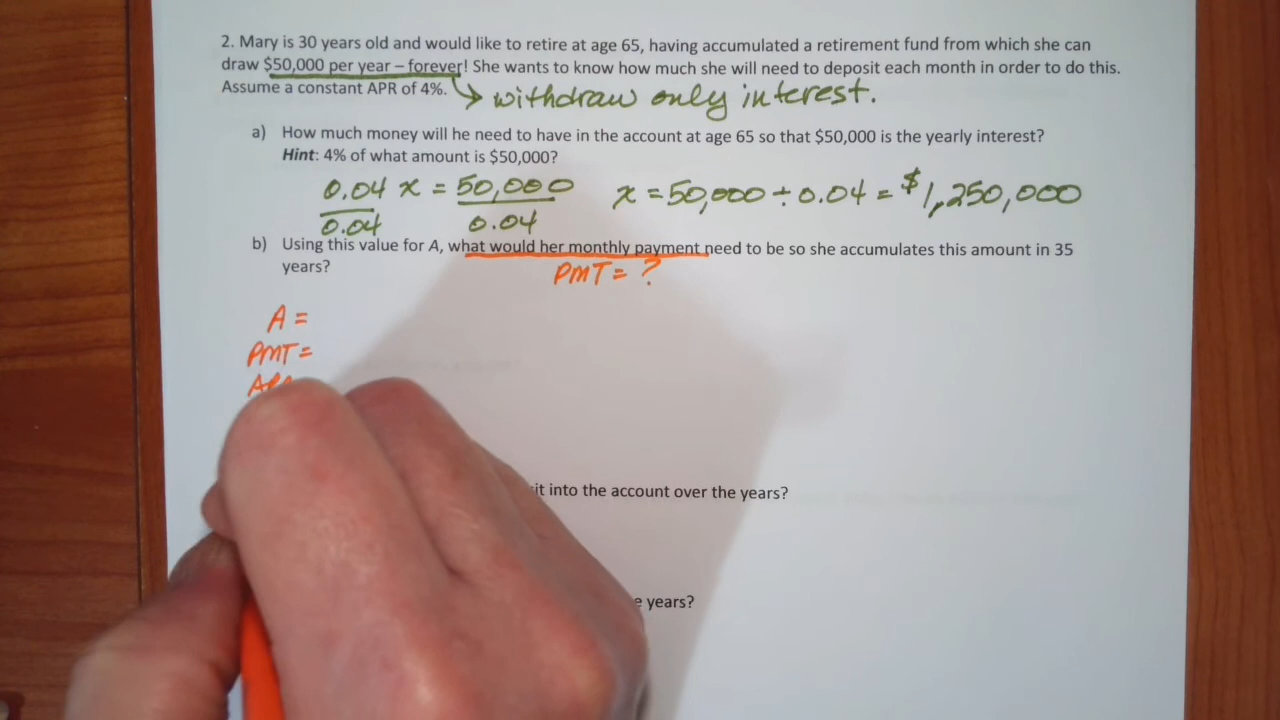 2. Mary is 30 years old and would like to retire at age 65, having accumulated a retirement fund from which she can
draw $50,000 per year – forever! She wants to know how much she will need to deposit each month in order to do this.
Assume a constant APR of 4%. withdraw only interest.
a) How much money will he need to have in the account at age 65 so that $50,000 is the yearly interest?
Hint: 4% of what amount is $50,000?
0.04 x = 50,000 x = 50,000 ÷ 0.04 = $1,250,000
0.04 0.04
b) Using this value for A, what would her monthly payment need to be so she accumulates this amount in 35
years?
PMT = ?
A =
PMT =
into the account over the years?
years?